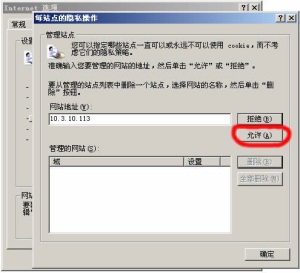 Internet 选项
每站点的隐私操作
管理站点
您可以指定哪些站点一直可以或永远不可以使用 cookie，而不考虑它们的隐私策略。
准确输入您要管理的网站的地址，然后单击“允许”或“拒绝”。
要从管理的站点列表中删除一个站点，选择网站的名称，然后单击“删除”按钮。
网站地址(W):
10.3.10.113
拒绝(B)
允许(A)
管理的网站(S):
域
设置
删除(R)
全部删除(M)
确定
常规
设置
网站